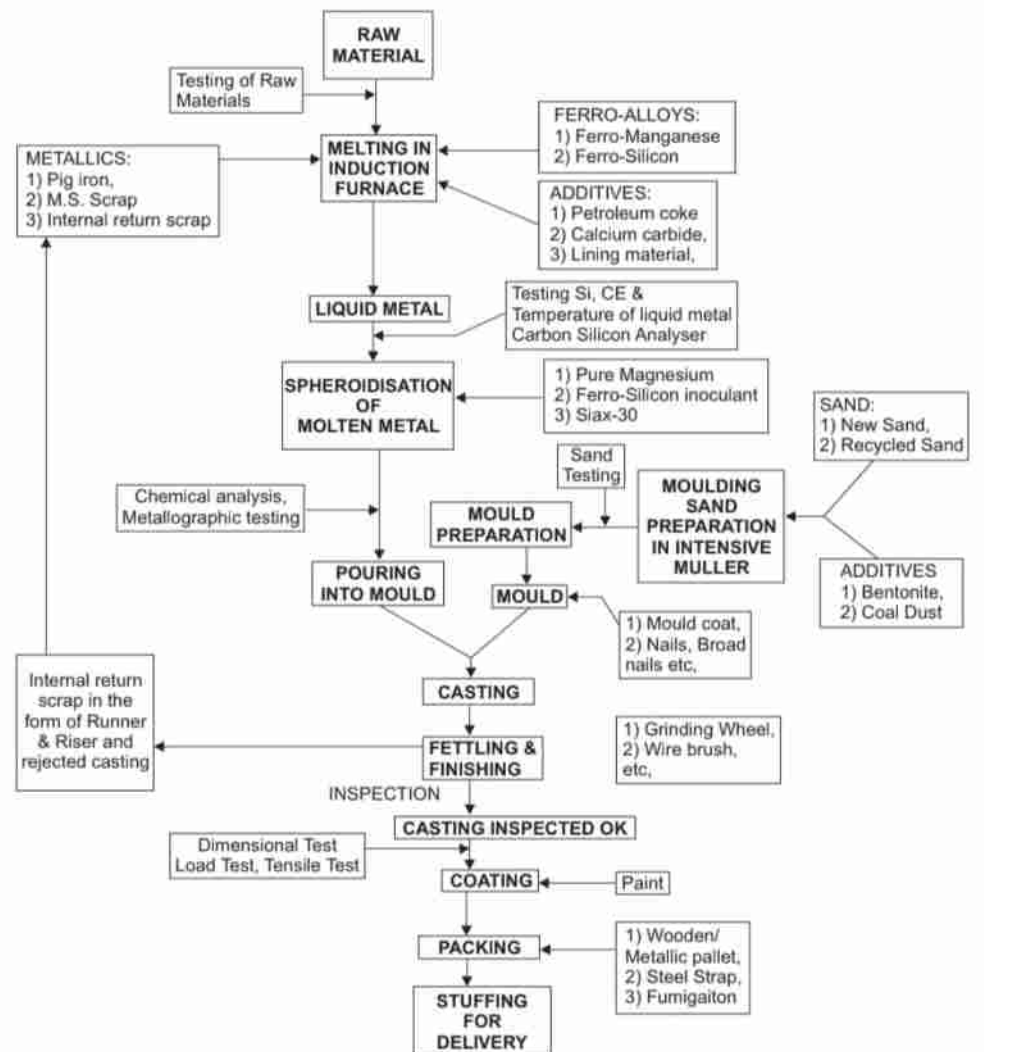 RAW
MATERIAL
Testing of Raw
Materials
FERRO-ALLOYS:
1) Ferro-Manganese
2) Ferro-Silicon
MELTING IN
INDUCTION
FURNACE
METALLICS:
1) Pig iron,
2) M.S. Scrap
3) Internal return scrap
ADDITIVES:
1) Petroleum coke
2) Calcium carbide,
3) Lining material,
LIQUID METAL
Testing Si, CE &
Temperature of liquid metal
Carbon Silicon Analyser
SPHEROIDISATION
OF
MOLTEN METAL
1) Pure Magnesium
2) Ferro-Silicon inoculant
3) Siax-30
SAND:
1) New Sand,
2) Recycled Sand
Sand
Testing
MOULDING
SAND
PREPARATION
IN INTENSIVE
MULLER
Chemical analysis,
Metallographic testing
MOULD
PREPARATION
ADDITIVES
1) Bentonite,
2) Coal Dust
POURING
INTO MOULD
MOULD
1) Mould coat,
2) Nails, Broad
nails etc,
Internal return
scrap in the
form of Runner
& Riser and
rejected casting
CASTING
FETTLING &
FINISHING
1) Grinding Wheel,
2) Wire brush,
etc,
INSPECTION
CASTING INSPECTED OK
Dimensional Test
Load Test, Tensile Test
COATING
Paint
PACKING
1) Wooden/
Metallic pallet,
2) Steel Strap,
3) Fumigaiton
STUFFING
FOR
DELIVERY